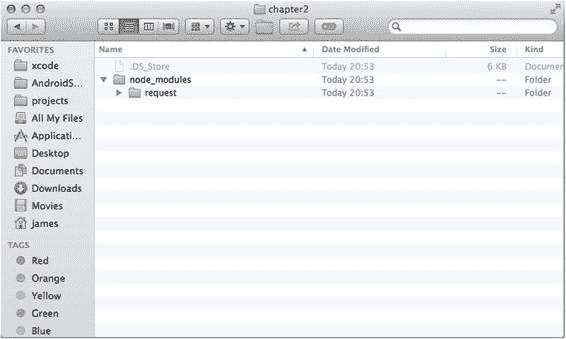 chapter2
FAVORITES
xcode
AndroidS...
projects
All My Files
Applicati...
Desktop
Documents
Downloads
Movies
james
TAGS
Red
Orange
Yellow
Green
Blue
Name Date Modified Size Kind
.DS_Store Today 20:53 6 KB Documen
node_modules Today 20:53 -- Folder
request Today 20:53 -- Folder